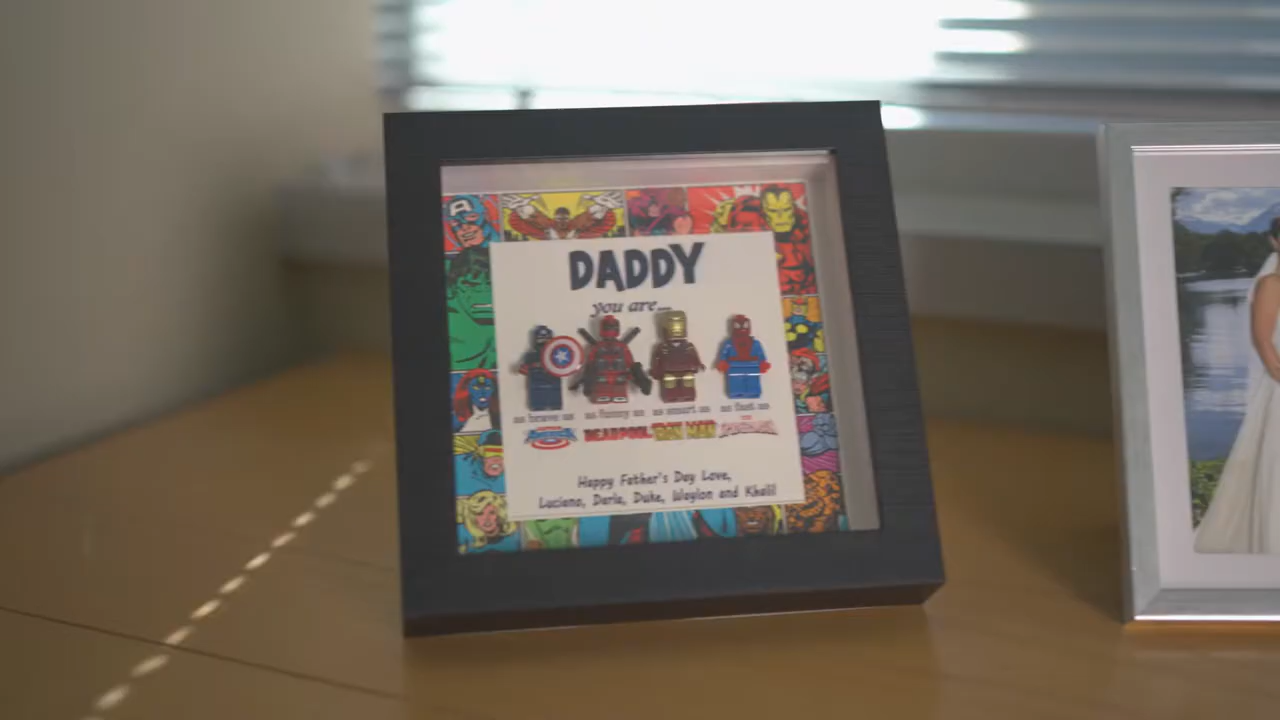 DADDY
you are...
as brave as as funny as as smart as as fast as
DEADPOOL IRON MAN
Happy Father's Day Love,
Luciano, Darla, Duke, Waylon and Khalil